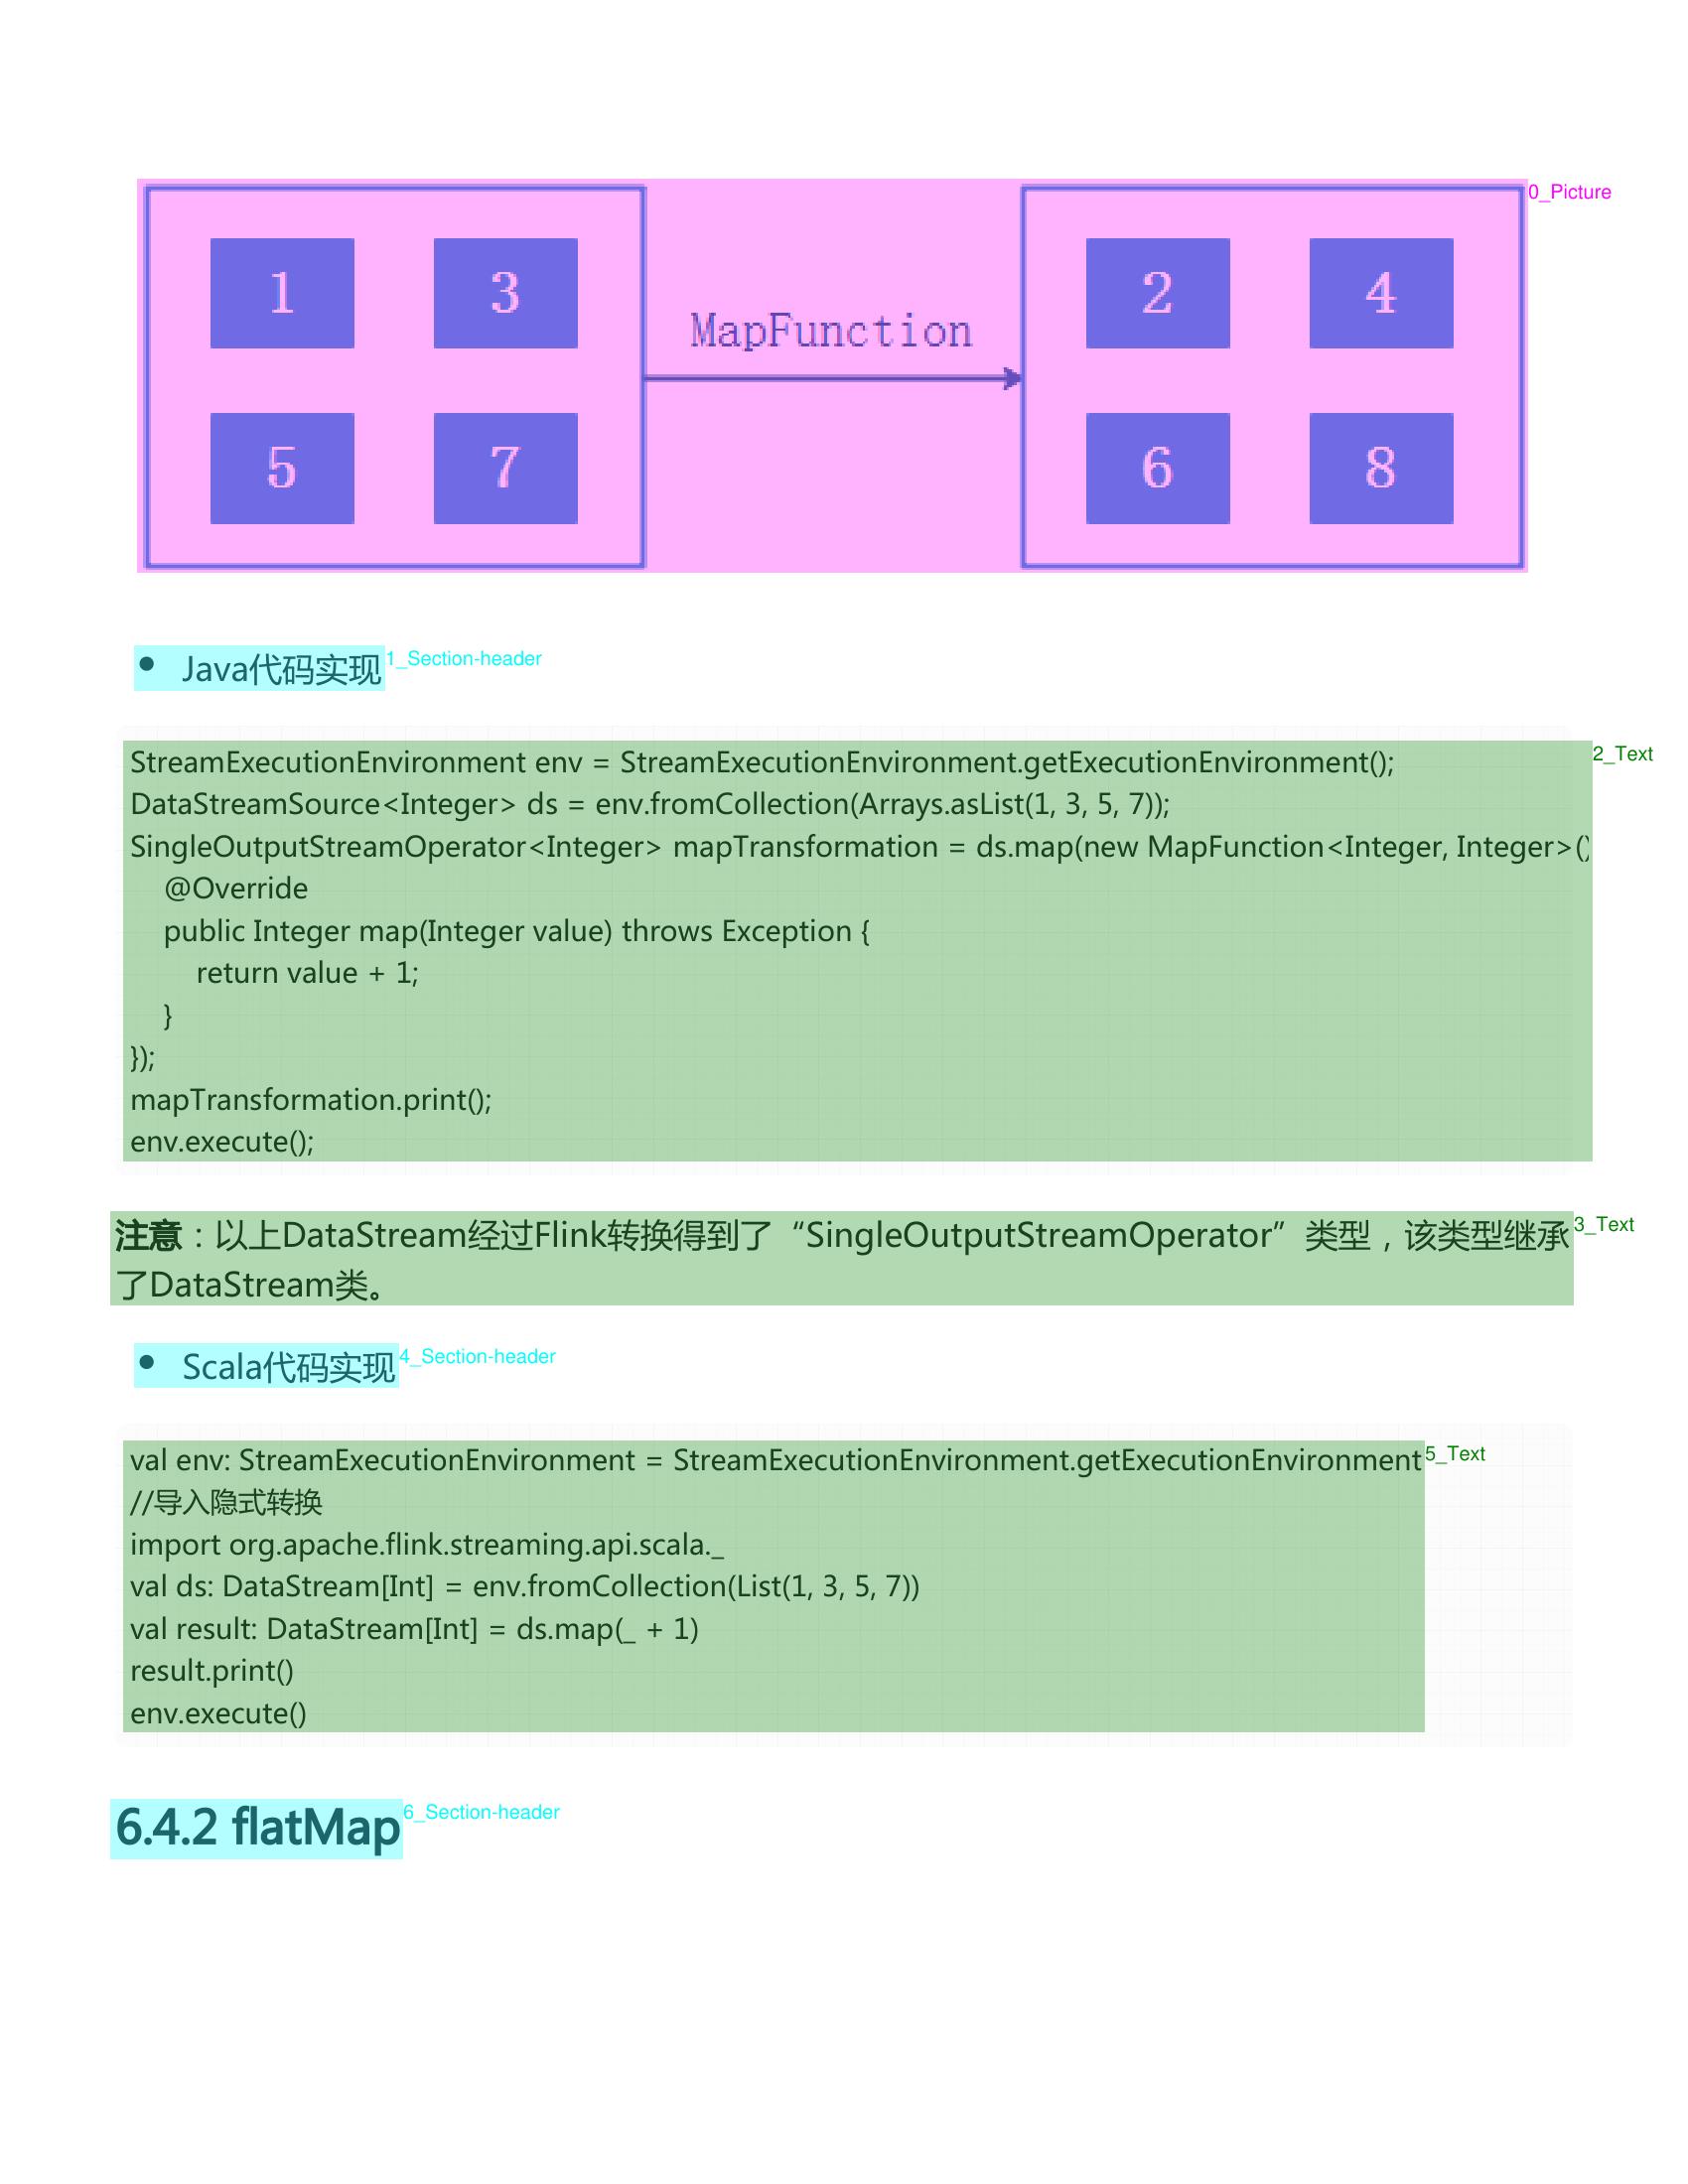 0_Picture
1 3 2 4
MapFunction
5 7 6 8
• Java代码实现 1_Section-header
2_Text
StreamExecutionEnvironment env = StreamExecutionEnvironment.getExecutionEnvironment();
DataStreamSource<Integer> ds = env.fromCollection(Arrays.asList(1, 3, 5, 7));
SingleOutputStreamOperator<Integer> mapTransformation = ds.map(new MapFunction<Integer, Integer>()
@Override
public Integer map(Integer value) throws Exception {
return value + 1;
}
});
mapTransformation.print();
env.execute();
注意：以上DataStream经过Flink转换得到了“SingleOutputStreamOperator”类型，该类型继承 3_Text
了DataStream类。
• Scala代码实现 4_Section-header
val env: StreamExecutionEnvironment = StreamExecutionEnvironment.getExecutionEnvironment 5_Text
//导入隐式转换
import org.apache.flink.streaming.api.scala._
val ds: DataStream[Int] = env.fromCollection(List(1, 3, 5, 7))
val result: DataStream[Int] = ds.map(_ + 1)
result.print()
env.execute()
6.4.2 flatMap 6_Section-header